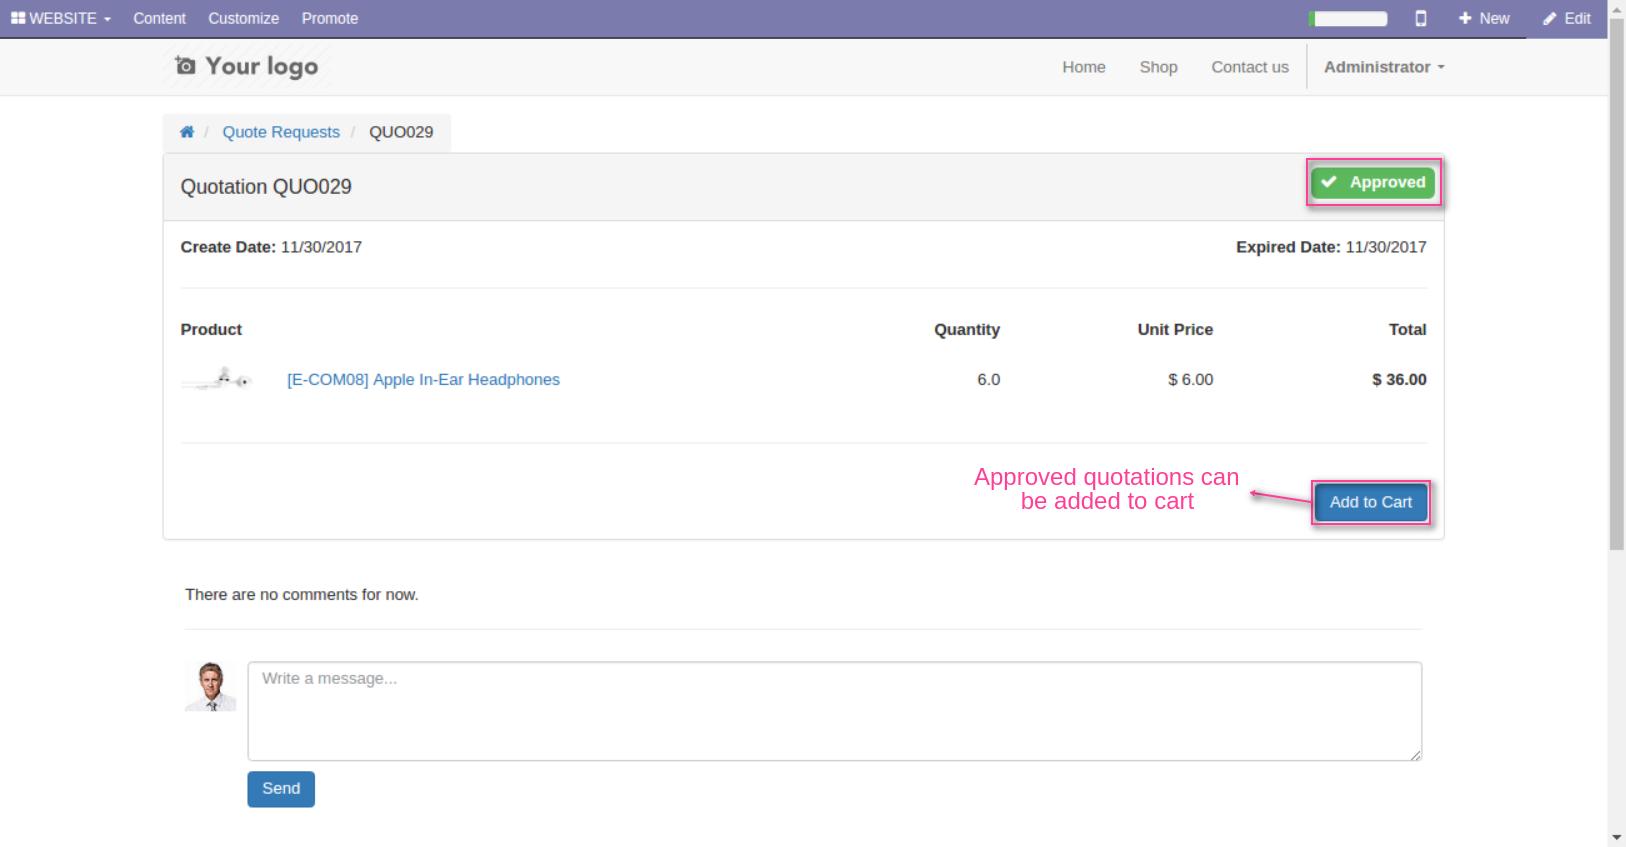 WEBSITE Content Customize Promote New Edit
Your logo Home Shop Contact us Administrator
/ Quote Requests / QUO029
Quotation QUO029 Approved
Create Date: 11/30/2017 Expired Date: 11/30/2017
Product Quantity Unit Price Total
[E-COM08] Apple In-Ear Headphones 6.0 $ 6.00 $ 36.00
Approved quotations can
be added to cart
Add to Cart
There are no comments for now.
Write a message...
Send